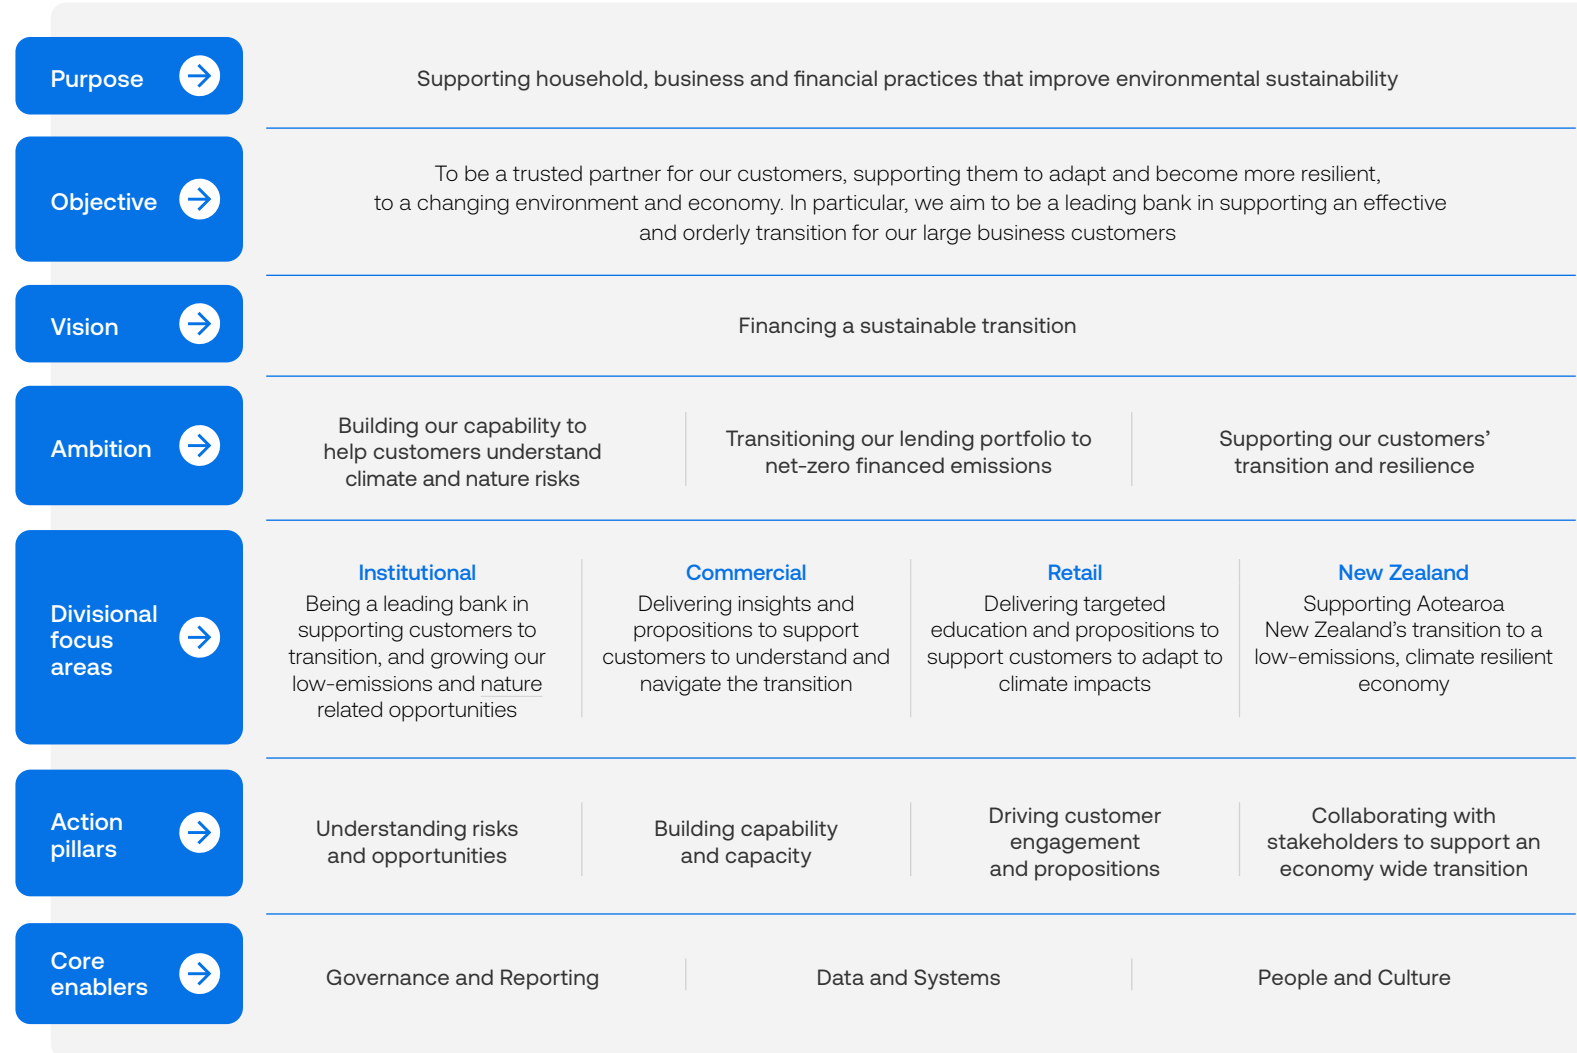 Purpose
Supporting household, business and financial practices that improve environmental sustainability
Objective
To be a trusted partner for our customers, supporting them to adapt and become more resilient,
to a changing environment and economy. In particular, we aim to be a leading bank in supporting an effective
and orderly transition for our large business customers
Vision
Financing a sustainable transition
Ambition
Building our capability to
help customers understand
climate and nature risks
Transitioning our lending portfolio to
net-zero financed emissions
Supporting our customers’
transition and resilience
Divisional
focus
areas
Institutional
Being a leading bank in
supporting customers to
transition, and growing our
low-emissions and nature
related opportunities
Commercial
Delivering insights and
propositions to support
customers to understand and
navigate the transition
Retail
Delivering targeted
education and propositions to
support customers to adapt to
climate impacts
New Zealand
Supporting Aotearoa
New Zealand’s transition to a
low-emissions, climate resilient
economy
Action
pillars
Understanding risks
and opportunities
Building capability
and capacity
Driving customer
engagement
and propositions
Collaborating with
stakeholders to support an
economy wide transition
Core
enablers
Governance and Reporting
Data and Systems
People and Culture